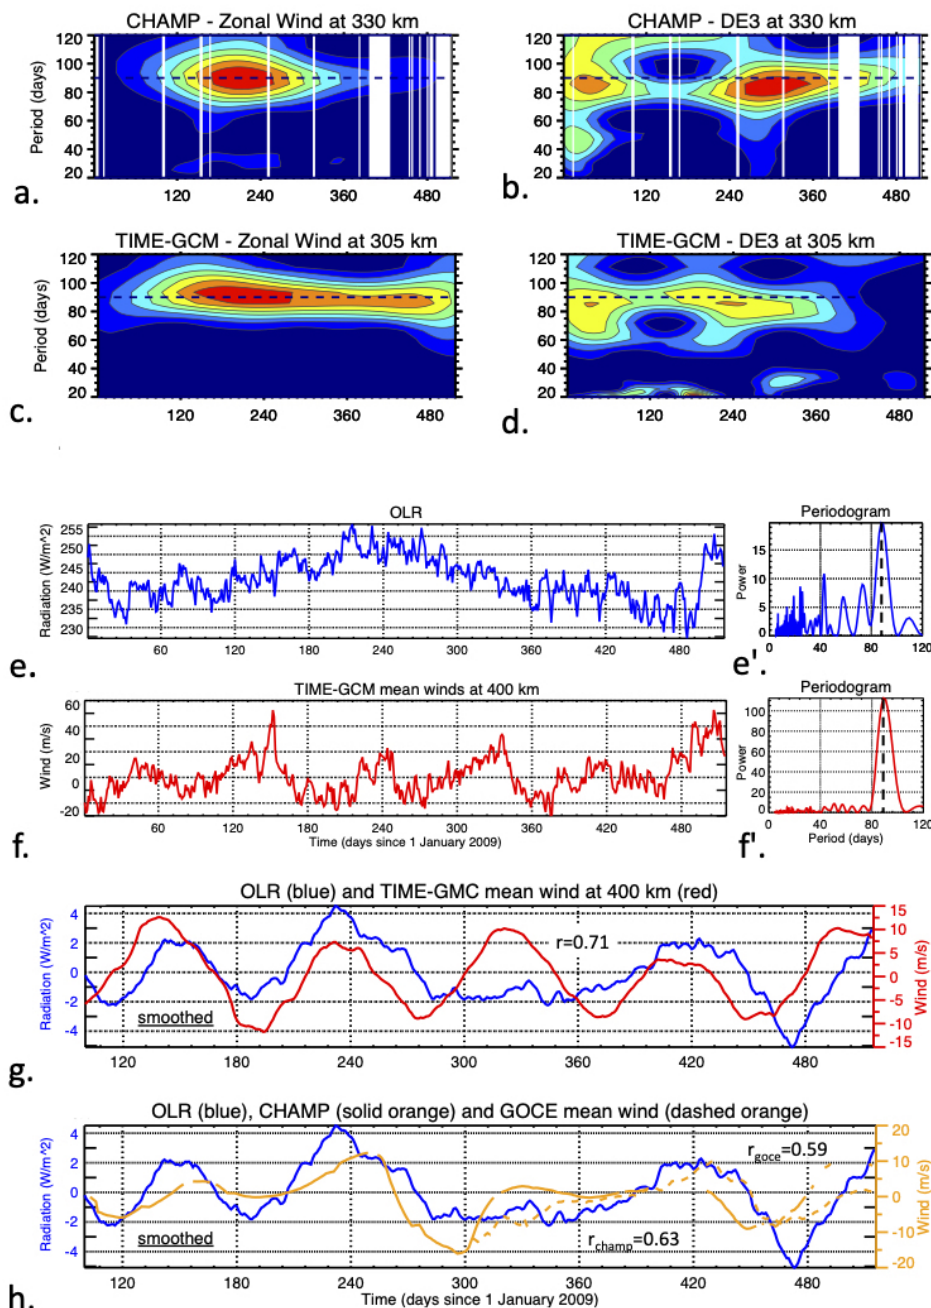 CHAMP - Zonal Wind at 330 km
CHAMP - DE3 at 330 km
120
100
80
60
40
20
Period (days)
120 240 360 480
a.
120
100
80
60
40
20
120 240 360 480
b.
TIME-GCM - Zonal Wind at 305 km
TIME-GCM - DE3 at 305 km
120
100
80
60
40
20
Period (days)
120 240 360 480
c.
120
100
80
60
40
20
120 240 360 480
d.
OLR
Periodogram
Radiation (W/m^2)
255
250
245
240
235
230
60 120 180 240 300 360 420 480
e.
Power
15
10
5
0
0 40 80 120
e'.
TIME-GCM mean winds at 400 km
Periodogram
Wind (m/s)
60
40
20
0
-20
60 120 180 240 300 360 420 480
Time (days since 1 January 2009)
f.
Power
100
80
60
40
20
0
0 40 80 120
Period (days)
f'.
OLR (blue) and TIME-GMC mean wind at 400 km (red)
Radiation (W/m^2)
4
2
0
-2
-4
r=0.71
smoothed
15
10
5
0
-5
-10
-15
Wind (m/s)
120 180 240 300 360 420 480
g.
OLR (blue), CHAMP (solid orange) and GOCE mean wind (dashed orange)
Radiation (W/m^2)
4
2
0
-2
-4
rgoce=0.59
smoothed
rchamp=0.63
20
10
0
-10
-20
Wind (m/s)
120 180 240 300 360 420 480
Time (days since 1 January 2009)
h.